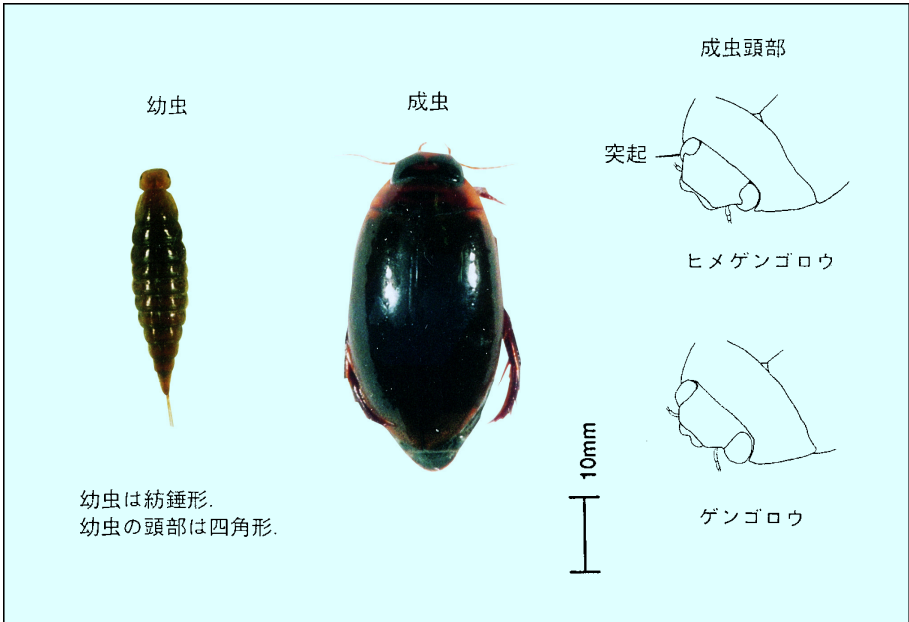 成虫頭部
幼虫
成虫
突起
ヒメゲンゴロウ
10mm
幼虫は紡錘形.
幼虫の頭部は四角形.
ゲンゴロウ